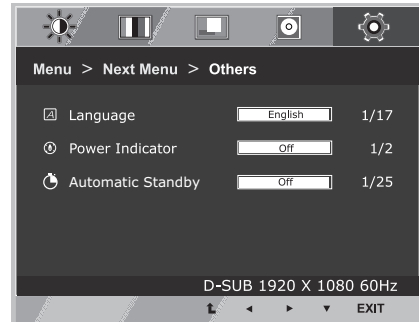 Menu > Next Menu > Others
A Language English 1/17
Power Indicator Off 1/2
Automatic Standby Off 1/25
D-SUB 1920 X 1080 60Hz
EXIT